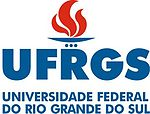 UFRGS
UNIVERSIDADE FEDERAL
DO RIO GRANDE DO SUL